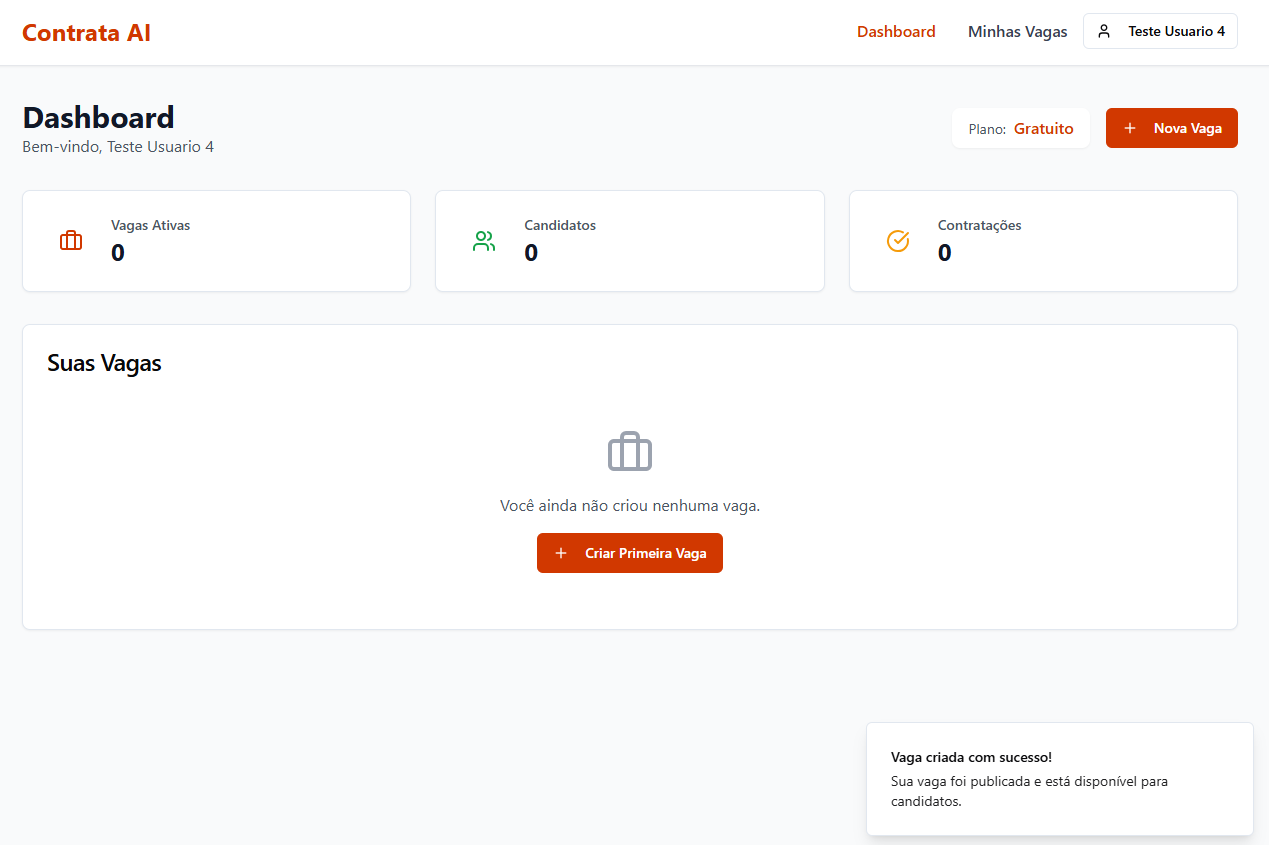 Contrata AI
Dashboard
Minhas Vagas
Teste Usuario 4
Dashboard
Bem-vindo, Teste Usuario 4
Plano: Gratuito
Nova Vaga
Vagas Ativas
0
Candidatos
0
Contratações
0
Suas Vagas
Você ainda não criou nenhuma vaga.
Criar Primeira Vaga
Vaga criada com sucesso!
Sua vaga foi publicada e está disponível para
candidatos.